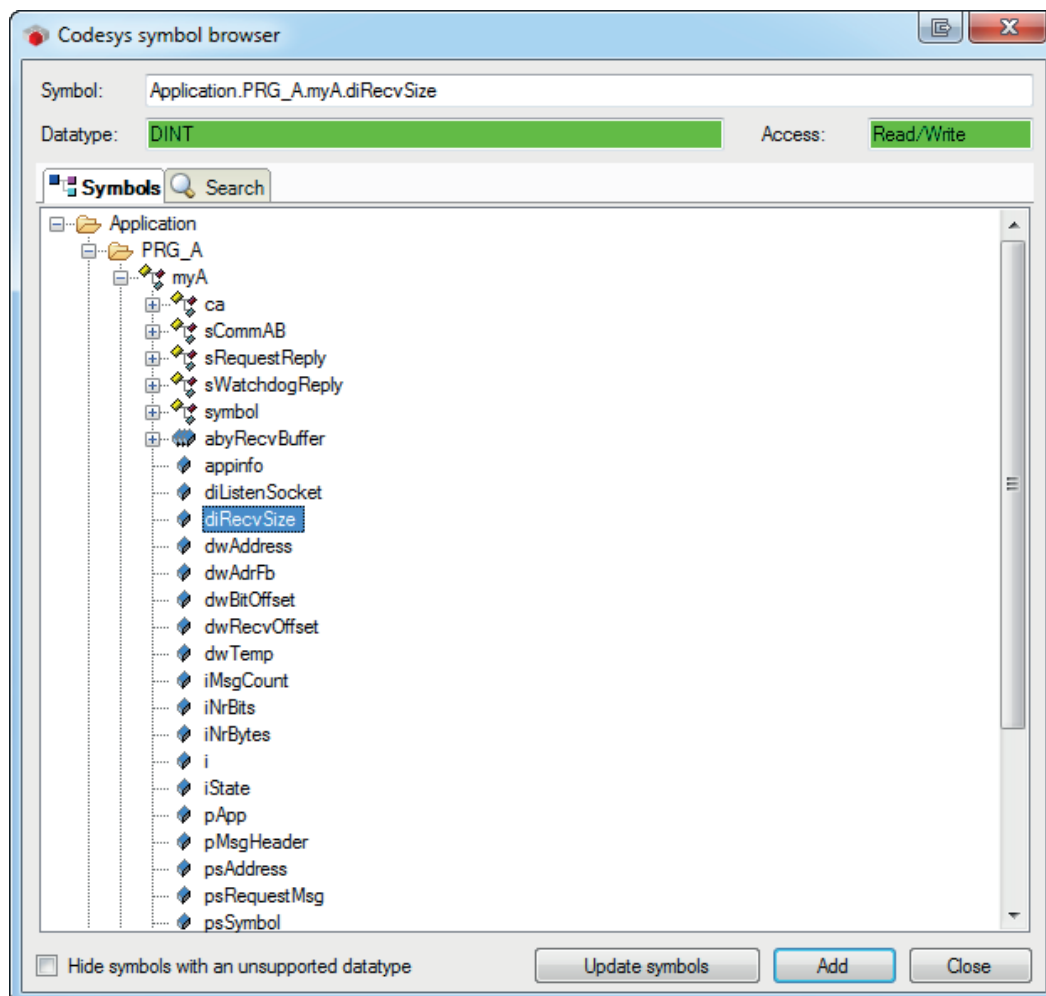 Codesys symbol browser
Symbol: Application.PRG_A.myA.diRecvSize
Datatype: DINT Access: Read/Write
Symbols Search
Application
PRG_A
myA
ca
sCommAB
sRequestReply
sWatchdogReply
symbol
abyRecvBuffer
appinfo
diListenSocket
diRecvSize
dwAddress
dwAdrFb
dwBitOffset
dwRecvOffset
dwTemp
iMsgCount
iNrBits
iNrBytes
i
iState
pApp
pMsgHeader
psAddress
psRequestMsg
psSymbol
Hide symbols with an unsupported datatype Update symbols Add Close